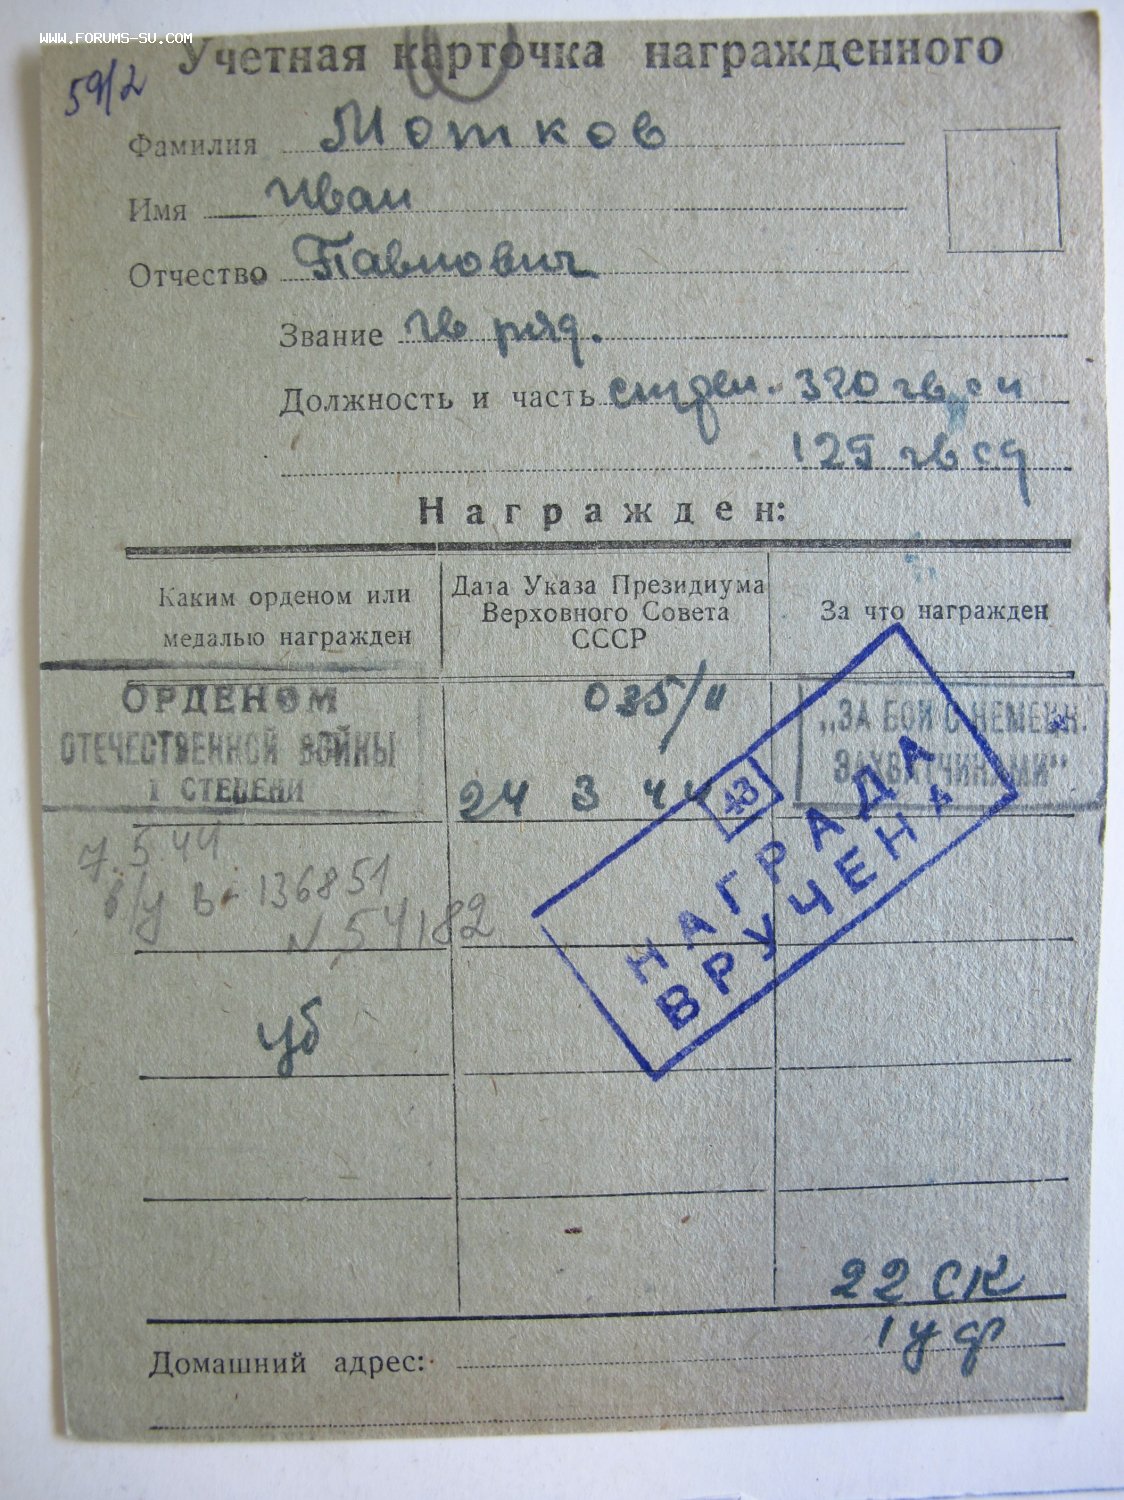 WWW.FORUMS-SU.COM
Учетная карточка награжденного
59/2
Фамилия Мотков
Имя Иван
Отчество Павлович
Звание гв ряд.
Должность и часть стрел. 320 гв сп
125 гв сд
Награжден:
Каким орденом или медалью награжден
Дата Указа Президиума Верховного Совета СССР
За что награжден
ОРДЕНОМ
ОТЕЧЕСТВЕННОЙ ВОЙНЫ
I СТЕПЕНИ
035/н
24 3 44
„ЗА БОИ С НЕМЕЦК.
ЗАХВАТЧИКАМИ"
43
НАГРАДА
ВРУЧЕНА
7.5.44
в/у В- 136851
N 54182
уб
22 ск
1 уф
Домашний адрес: